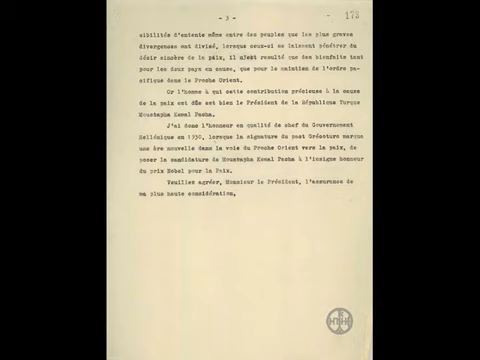 - 3 -
173
sibilités d'entente même entre des peuples que les plus graves
divergences ont divisé, lorsque ceux-ci se laissent pénétrer du
désir sincère de la paix, il n'est resulté que des bienfaits tant
pour les deux pays en cause, que pour le maintien de l'ordre pa-
cifique dans le Proche Orient.
Or l'homme à qui cette contribution précieuse à la cause
de la paix est dûe est bien le Président de la République Turque
Moustapha Kemal Pacha.
J'ai donc l'honneur en qualité de chef du Gouvernement
Hellénique en 1930, lorsque la signature du pact Grécoturc marqua
une ère nouvelle dans la voie du Proche Orient vers la paix, de
poser la candidature de Moustapha Kemal Pacha à l'insigne honneur
du prix Nobel pour la Paix.
Veuillez agréer, Monsieur le Président, l'assurance de
ma plus haute considération.